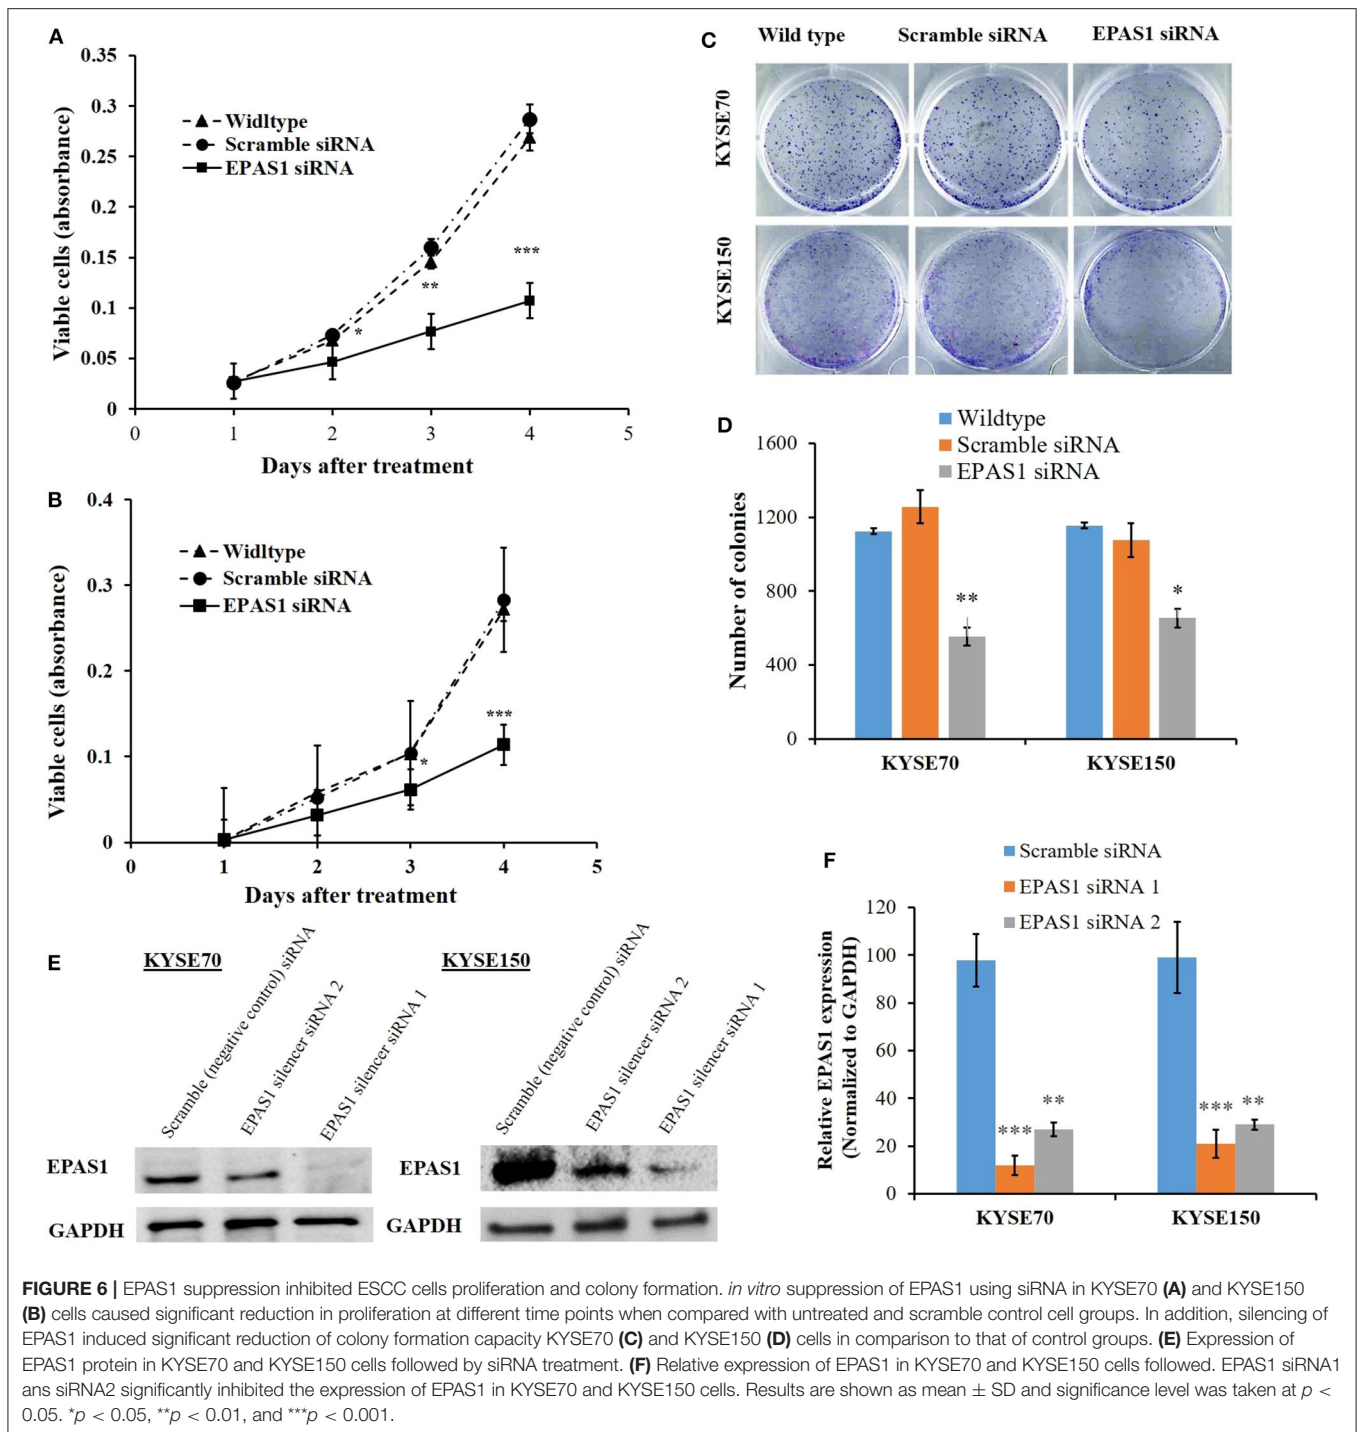 A
0.35
0.3
0.25
0.2
0.15
0.1
0.05
0
Viable cells (absorbance)
Widltype
Scramble siRNA
EPAS1 siRNA
*
**
***
0 1 2 3 4 5
Days after treatment
B
0.4
0.3
0.2
0.1
0
Viable cells (absorbance)
Widltype
Scramble siRNA
EPAS1 siRNA
*
***
0 1 2 3 4 5
Days after treatment
C
Wild type Scramble siRNA EPAS1 siRNA
KYSE70
KYSE150
D
Wildtype
Scramble siRNA
EPAS1 siRNA
1600
1200
800
400
0
Number of colonies
**
*
KYSE70 KYSE150
E
KYSE70 KYSE150
Scramble (negative control) siRNA
EPAS1 silencer siRNA 2
EPAS1 silencer siRNA 1
Scramble (negative control) siRNA
EPAS1 silencer siRNA 2
EPAS1 silencer siRNA 1
EPAS1 EPAS1
GAPDH GAPDH
F
Scramble siRNA
EPAS1 siRNA 1
EPAS1 siRNA 2
120
100
80
60
40
20
0
Relative EPAS1 expression
(Normalized to GAPDH)
*** ** *** **
KYSE70 KYSE150
FIGURE 6 | EPAS1 suppression inhibited ESCC cells proliferation and colony formation. in vitro suppression of EPAS1 using siRNA in KYSE70 (A) and KYSE150
(B) cells caused significant reduction in proliferation at different time points when compared with untreated and scramble control cell groups. In addition, silencing of
EPAS1 induced significant reduction of colony formation capacity KYSE70 (C) and KYSE150 (D) cells in comparison to that of control groups. (E) Expression of
EPAS1 protein in KYSE70 and KYSE150 cells followed by siRNA treatment. (F) Relative expression of EPAS1 in KYSE70 and KYSE150 cells followed. EPAS1 siRNA1
ans siRNA2 significantly inhibited the expression of EPAS1 in KYSE70 and KYSE150 cells. Results are shown as mean ± SD and significance level was taken at p <
0.05. *p < 0.05, **p < 0.01, and ***p < 0.001.